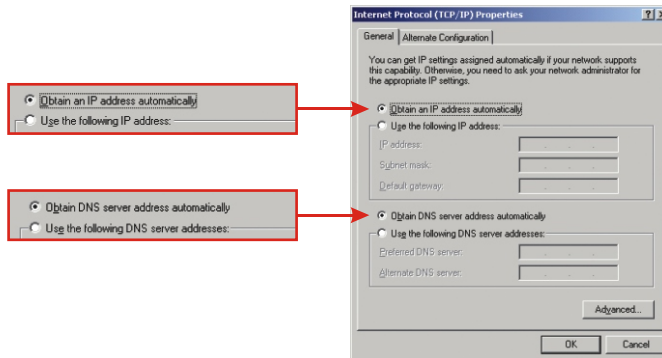 Internet Protocol (TCP/IP) Properties
General
Alternate Configuration
You can get IP settings assigned automatically if your network supports
this capability. Otherwise, you need to ask your network administrator for
the appropriate IP settings.
Obtain an IP address automatically
Use the following IP address:
Obtain an IP address automatically
Use the following IP address:
IP address:
Subnet mask:
Default gateway:
Obtain DNS server address automatically
Use the following DNS server addresses:
Obtain DNS server address automatically
Use the following DNS server addresses:
Preferred DNS server:
Alternate DNS server:
Advanced...
OK
Cancel